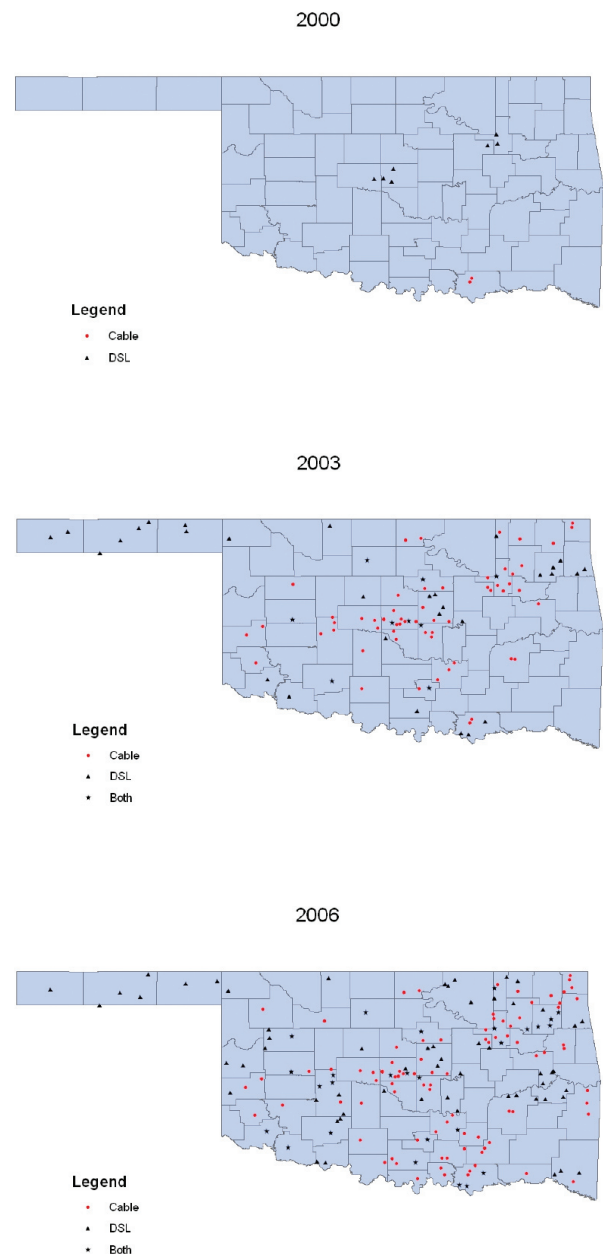 2000
Legend
Cable
DSL
2003
Legend
Cable
DSL
Both
2006
Legend
Cable
DSL
Both